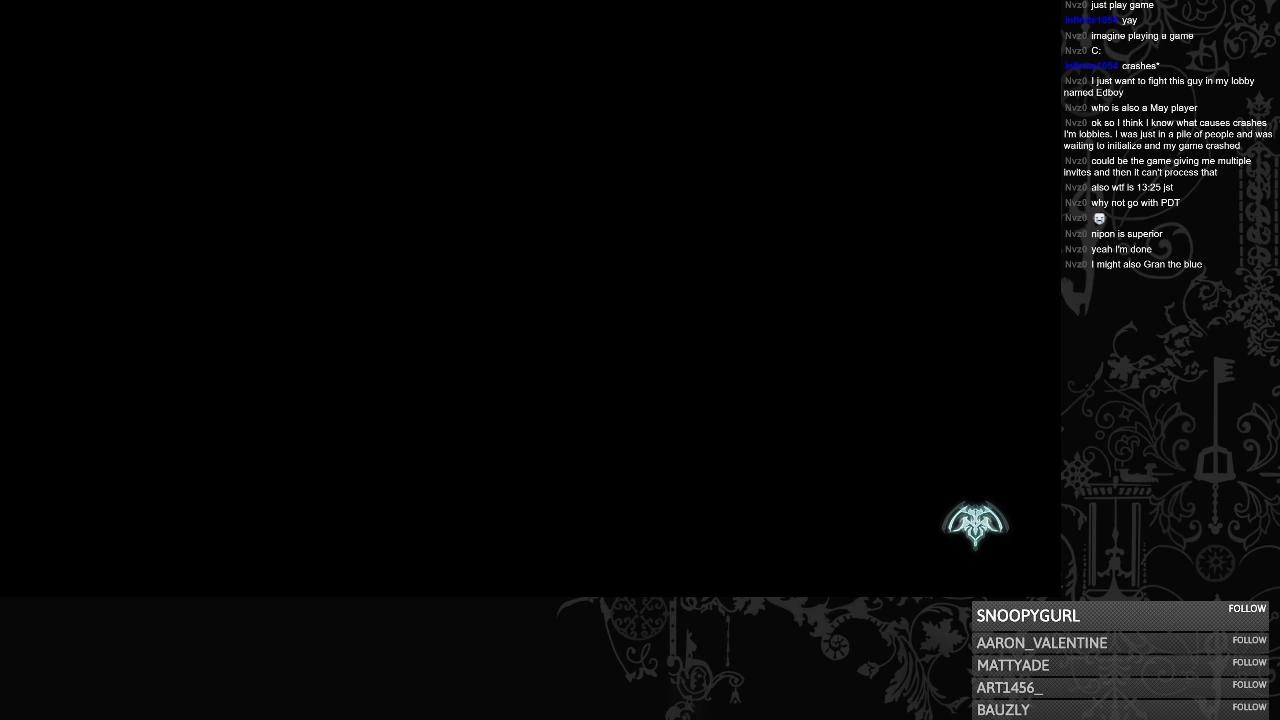 Nvz0 just play game
infinite1054 yay
Nvz0 imagine playing a game
Nvz0 C:
infinite1054 crashes*
Nvz0 I just want to fight this guy in my lobby
named Edboy
Nvz0 who is also a May player
Nvz0 ok so I think I know what causes crashes
I'm lobbies. I was just in a pile of people and was
waiting to initialize and my game crashed
Nvz0 could be the game giving me multiple
invites and then it can't process that
Nvz0 also wtf is 13:25 jst
Nvz0 why not go with PDT
Nvz0
Nvz0 nipon is superior
Nvz0 yeah I'm done
Nvz0 I might also Gran the blue
SNOOPYGURL FOLLOW
AARON_VALENTINE FOLLOW
MATTYADE FOLLOW
ART1456_ FOLLOW
BAUZLY FOLLOW